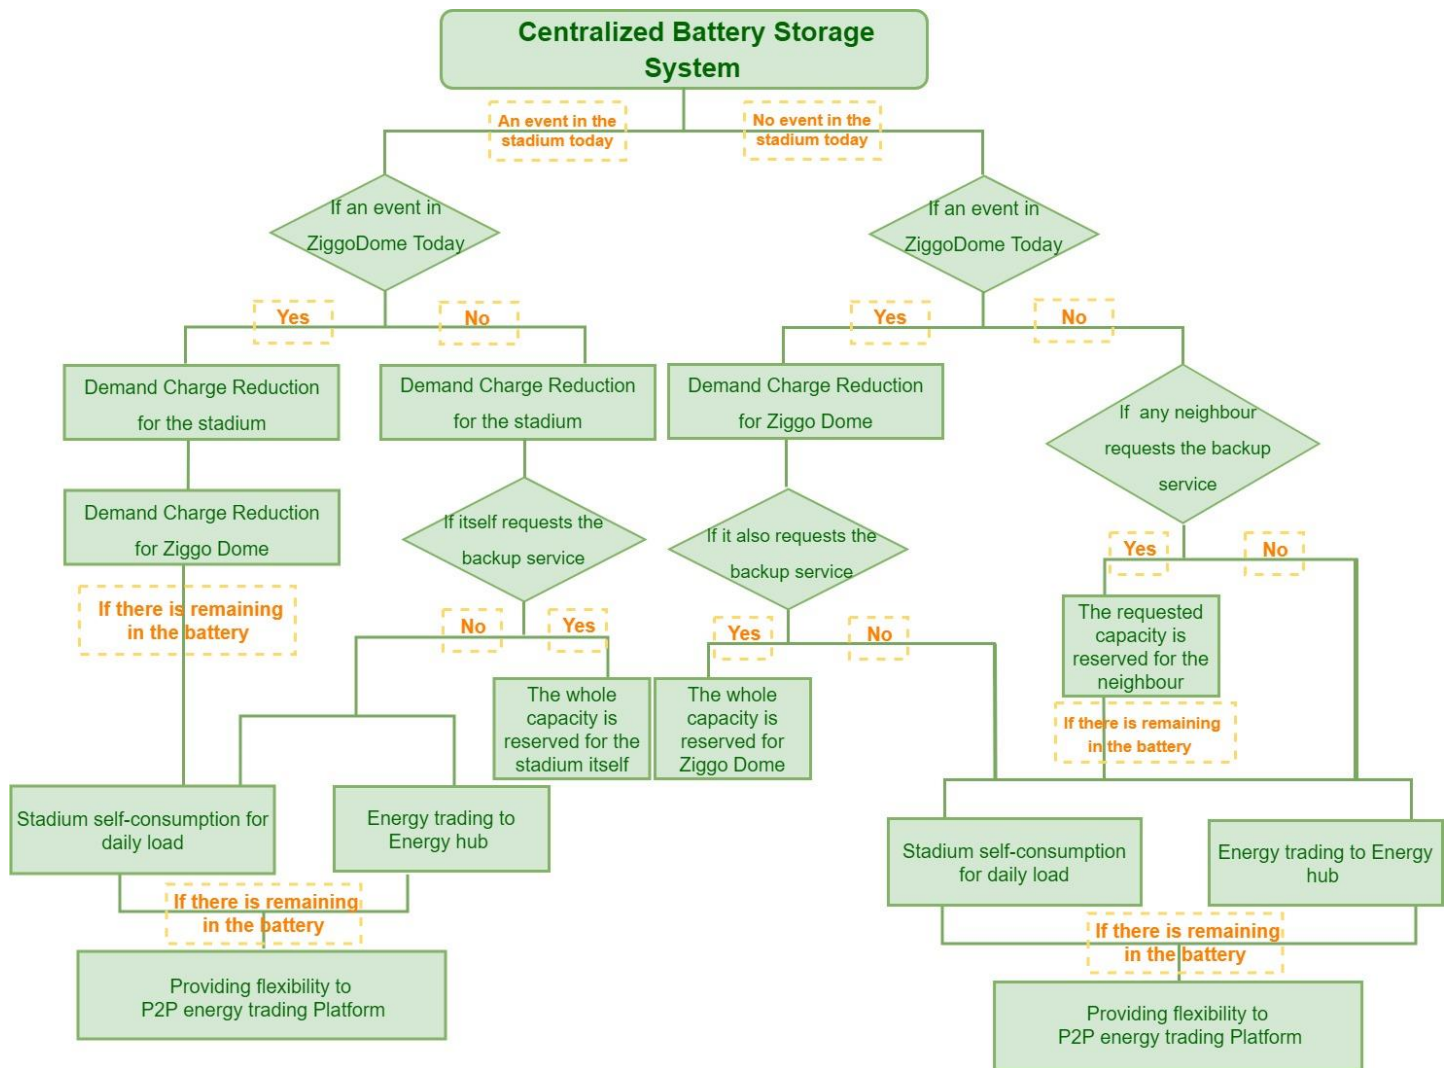 Centralized Battery Storage
System
An event in the
stadium today
No event in the
stadium today
If an event in
ZiggoDome Today
If an event in
ZiggoDome Today
Yes
No
Yes
No
Demand Charge Reduction
for the stadium
Demand Charge Reduction
for the stadium
Demand Charge Reduction
for Ziggo Dome
If any neighbour
requests the backup
service
Demand Charge Reduction
for Ziggo Dome
If itself requests the
backup service
If it also requests the
backup service
Yes
No
If there is remaining
in the battery
No
Yes
Yes
No
The requested
capacity is
reserved for the
neighbour
The whole
capacity is
reserved for the
stadium itself
The whole
capacity is
reserved for
Ziggo Dome
If there is remaining
in the battery
Stadium self-consumption for
daily load
Energy trading to
Energy hub
Stadium self-consumption
for daily load
Energy trading to Energy
hub
If there is remaining
in the battery
If there is remaining
in the battery
Providing flexibility to
P2P energy trading Platform
Providing flexibility to
P2P energy trading Platform